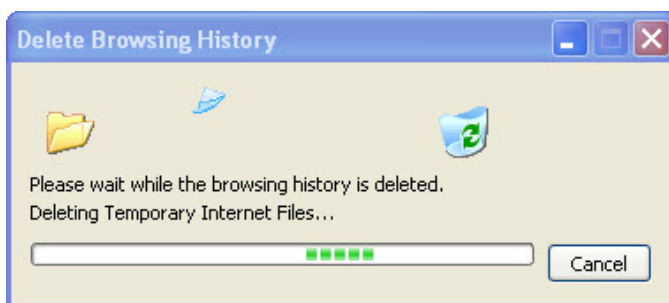 Delete Browsing History
Please wait while the browsing history is deleted.
Deleting Temporary Internet Files...
Cancel